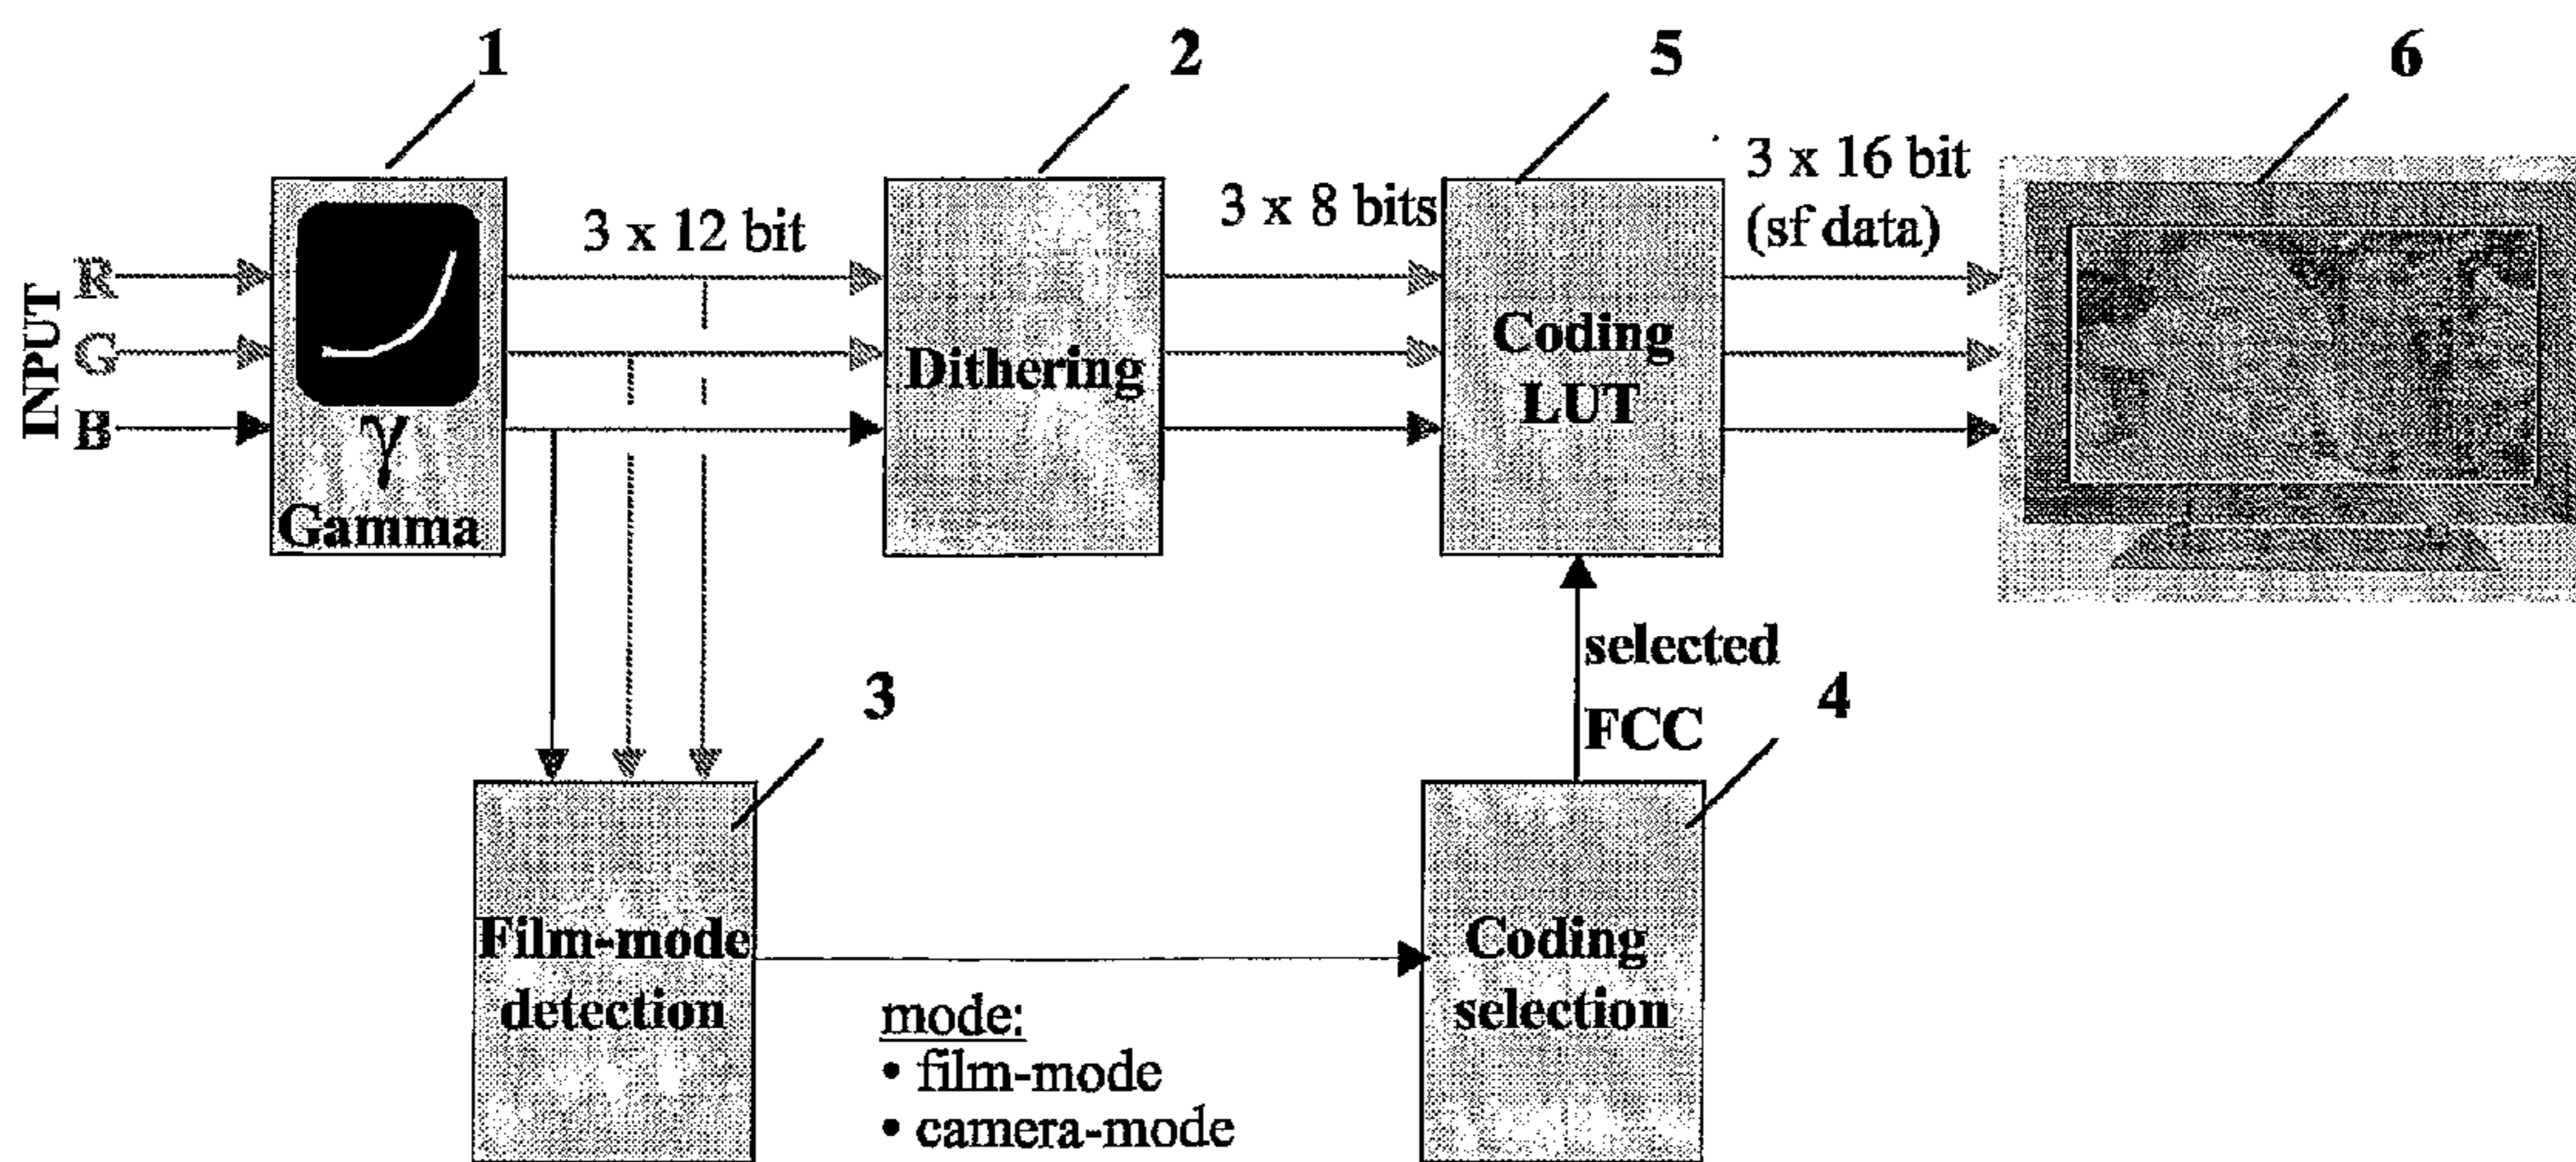 1
2
5
6
3 x 12 bit
3 x 8 bits
3 x 16 bit
(sf data)
INPUT
R
G
B
γ
Gamma
Dithering
Coding
LUT
selected
FCC
3
4
Film-mode
detection
Coding
selection
mode:
• film-mode
• camera-mode